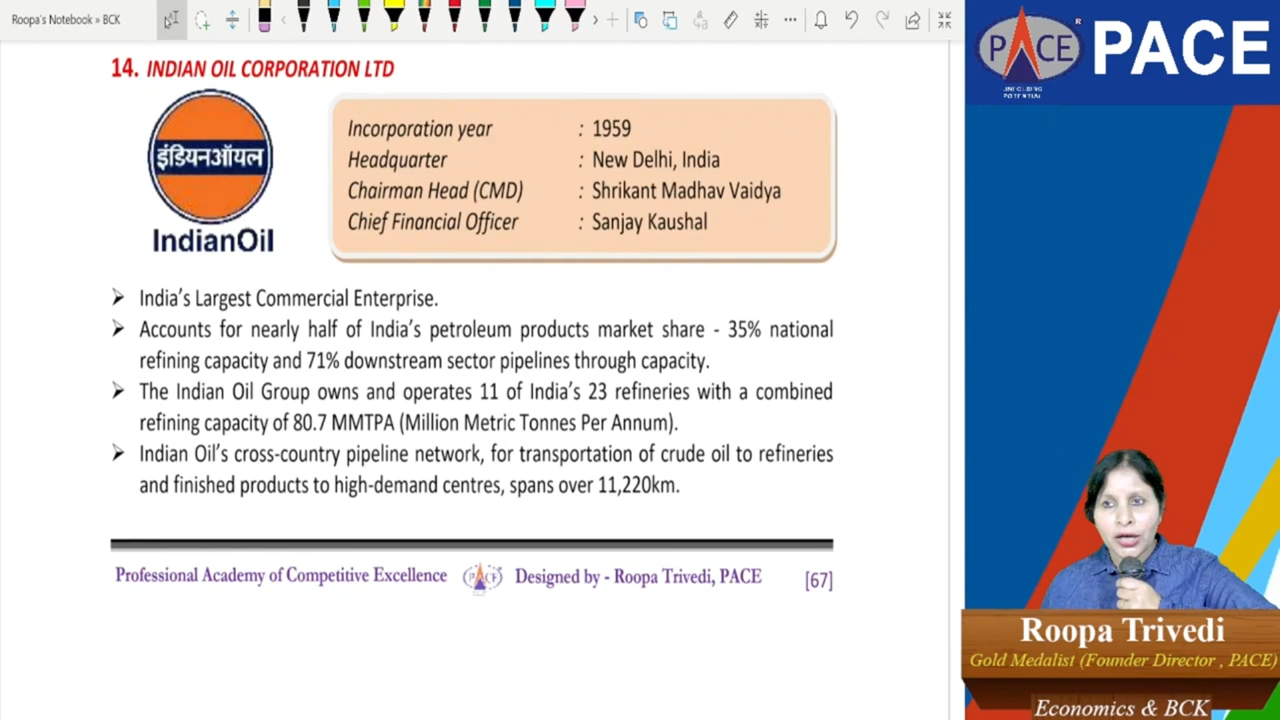 Roopa's Notebook » BCK
14. INDIAN OIL CORPORATION LTD
इंडियनऑयल
IndianOil
Incorporation year : 1959
Headquarter : New Delhi, India
Chairman Head (CMD) : Shrikant Madhav Vaidya
Chief Financial Officer : Sanjay Kaushal
➢ India's Largest Commercial Enterprise.
➢ Accounts for nearly half of India's petroleum products market share - 35% national
refining capacity and 71% downstream sector pipelines through capacity.
➢ The Indian Oil Group owns and operates 11 of India's 23 refineries with a combined
refining capacity of 80.7 MMTPA (Million Metric Tonnes Per Annum).
➢ Indian Oil's cross-country pipeline network, for transportation of crude oil to refineries
and finished products to high-demand centres, spans over 11,220km.
Professional Academy of Competitive Excellence PACE Designed by - Roopa Trivedi, PACE [67]
PACE ®
POTENTIAL
PACE
Roopa Trivedi
Gold Medalist (Founder Director , PACE)
Economics & BCK